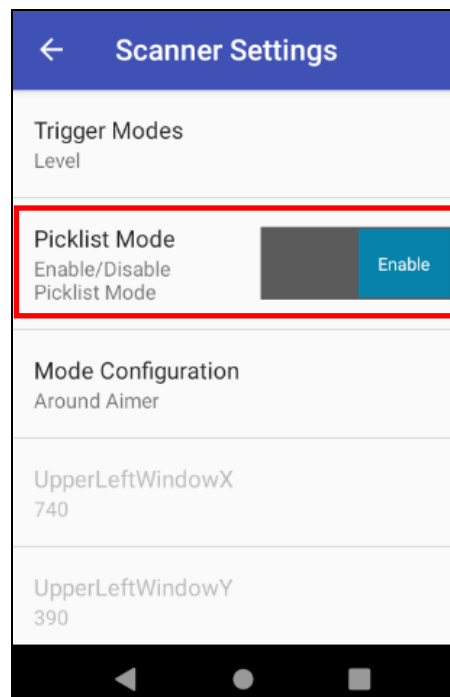 Scanner Settings
Trigger Modes
Level
Picklist Mode
Enable/Disable
Picklist Mode
Enable
Mode Configuration
Around Aimer
UpperLeftWindowX
740
UpperLeftWindowY
390